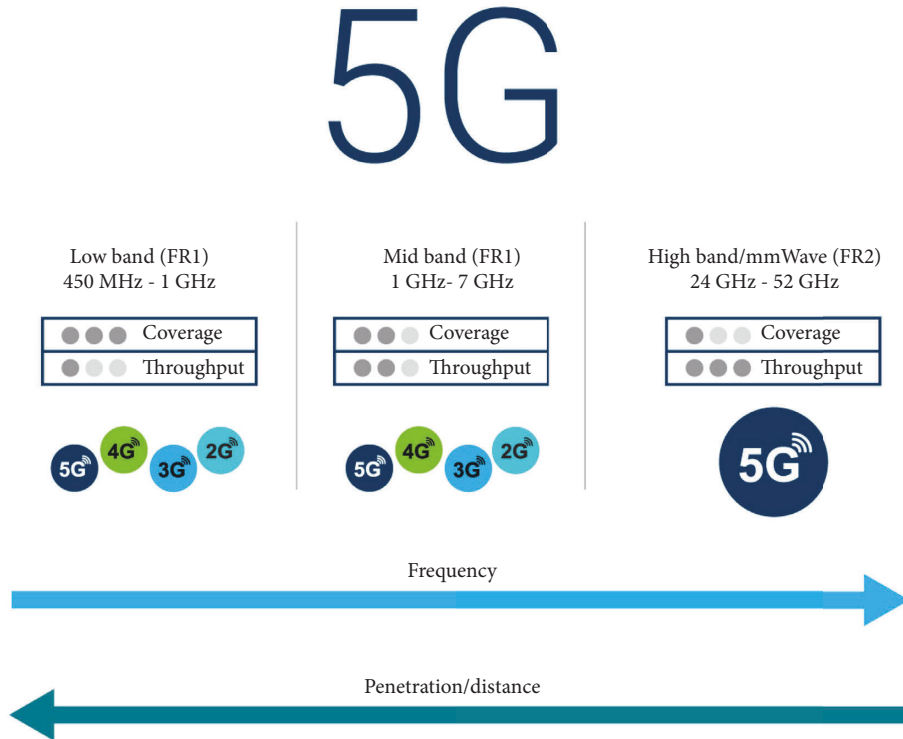 5G
Low band (FR1)
450 MHz - 1 GHz
Coverage
Throughput
5G
4G
3G
2G
Mid band (FR1)
1 GHz- 7 GHz
Coverage
Throughput
5G
4G
3G
2G
High band/mmWave (FR2)
24 GHz - 52 GHz
Coverage
Throughput
5G
Frequency
Penetration/distance